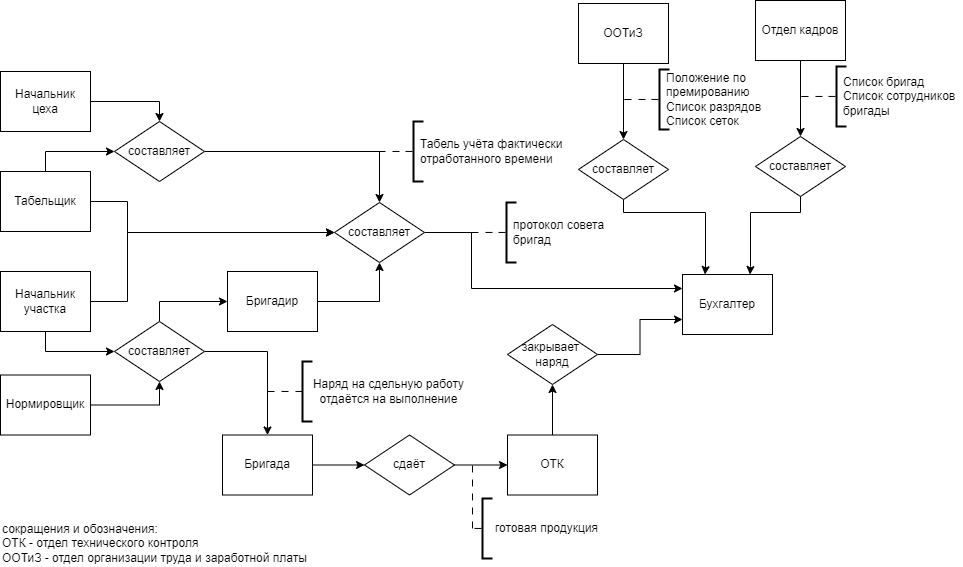 ООТиЗ
Отдел кадров
Положение по
премированию
Список разрядов
Список сеток
Список бригад
Список сотрудников
бригады
Начальник
цеха
составляет
Табель учёта фактически
отработанного времени
составляет
составляет
Табельщик
составляет
протокол совета
бригад
Начальник
участка
Бригадир
Бухгалтер
составляет
закрывает
наряд
Нормировщик
Наряд на сдельную работу
отдаётся на выполнение
Бригада
сдаёт
ОТК
готовая продукция
сокращения и обозначения:
ОТК - отдел технического контроля
ООТиЗ - отдел организации труда и заработной платы